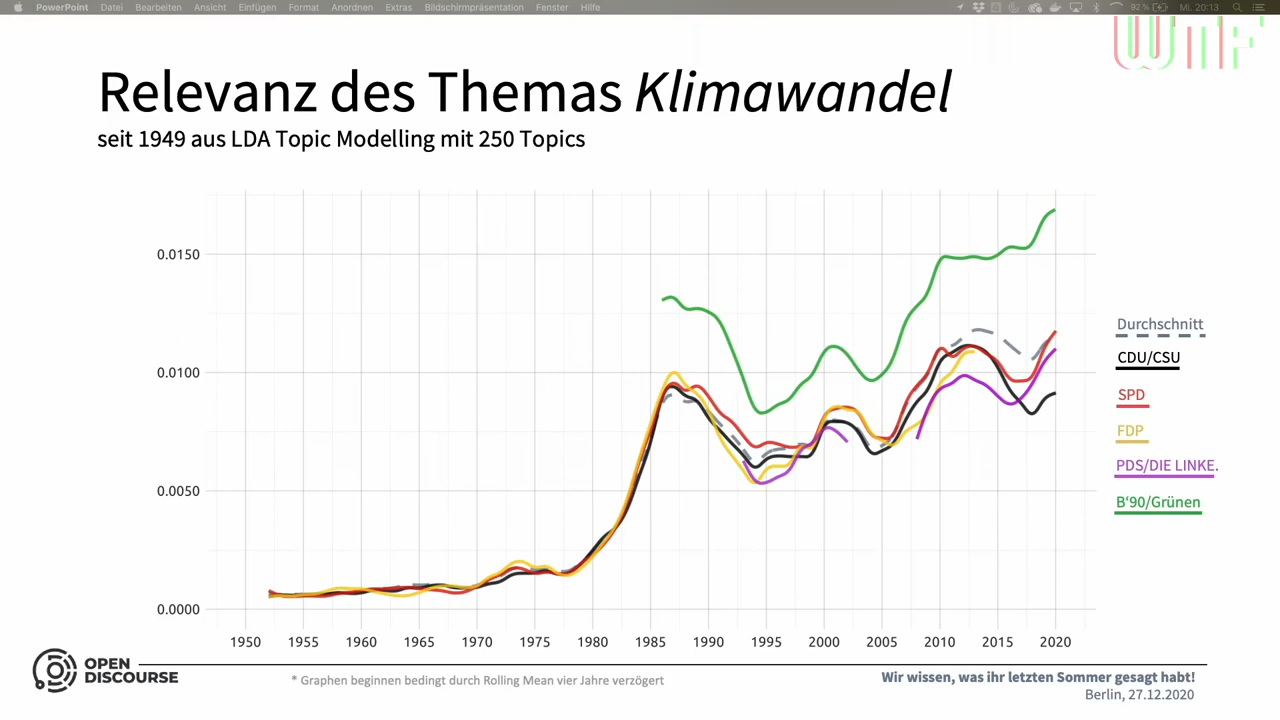 PowerPoint Datei Bearbeiten Ansicht Einfügen Format Anordnen Extras Bildschirmpräsentation Fenster Hilfe 92 % Mi. 20:13
Relevanz des Themas Klimawandel
seit 1949 aus LDA Topic Modelling mit 250 Topics
0.0150
0.0100
0.0050
0.0000
1950 1955 1960 1965 1970 1975 1980 1985 1990 1995 2000 2005 2010 2015 2020
Durchschnitt
CDU/CSU
SPD
FDP
PDS/DIE LINKE.
B‘90/Grünen
OPEN
DISCOURSE
* Graphen beginnen bedingt durch Rolling Mean vier Jahre verzögert
Wir wissen, was ihr letzten Sommer gesagt habt!
Berlin, 27.12.2020